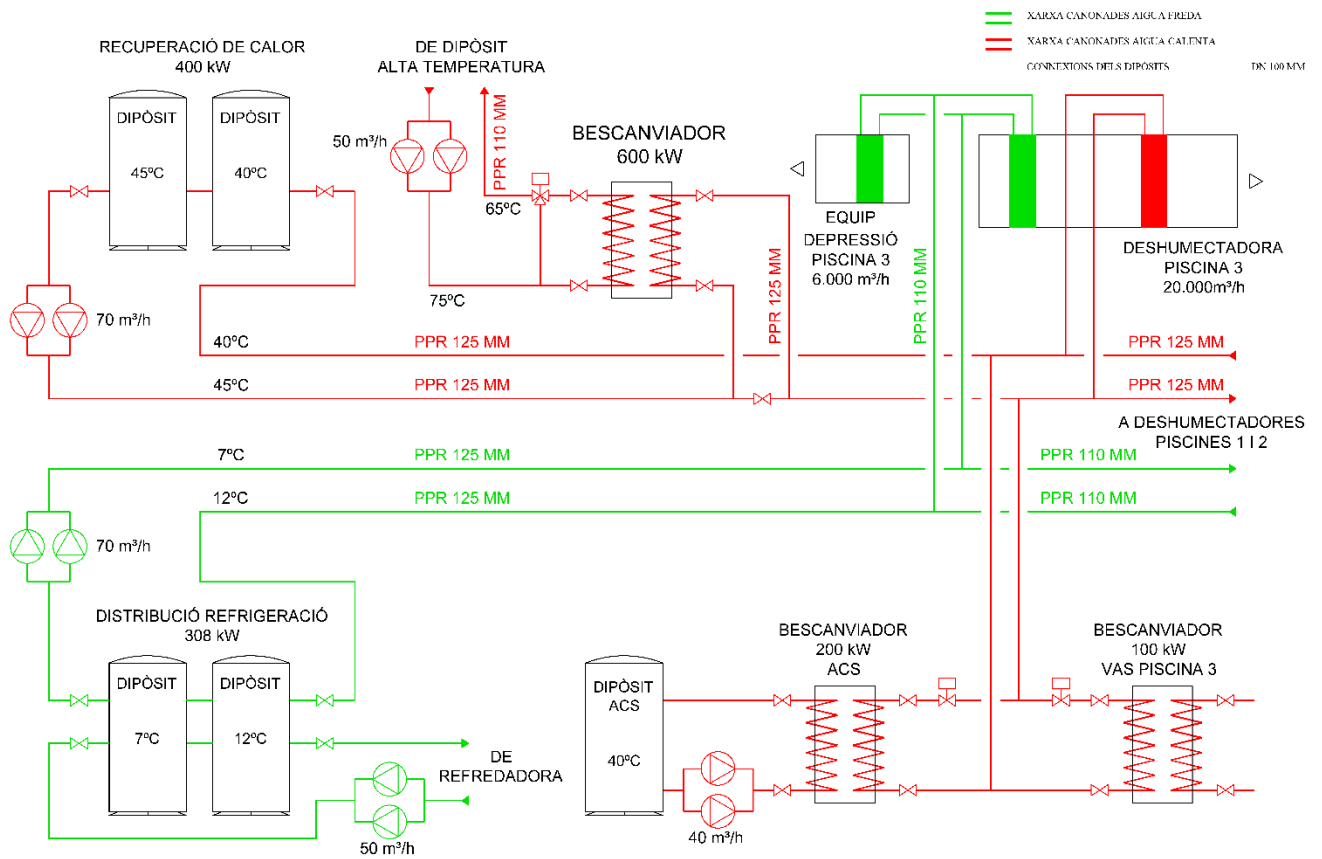 XARXA CANONADES AIGUA FREDA
XARXA CANONADES AIGUA CALENTA
CONNEXIONS DELS DIPÒSITS DN 100 MM
RECUPERACIÓ DE CALOR
400 kW
DIPÒSIT
45ºC
DIPÒSIT
40ºC
70 m³/h
DE DIPÒSIT
ALTA TEMPERATURA
50 m³/h
PPR 110 MM
65ºC
75ºC
BESCANVIADOR
600 kW
PPR 125 MM
EQUIP
DEPRESSIÓ
PISCINA 3
6.000 m³/h
PPR 110 MM
DESHUMECTADORA
PISCINA 3
20.000m³/h
40ºC
PPR 125 MM
PPR 125 MM
45ºC
PPR 125 MM
PPR 125 MM
A DESHUMECTADORES
PISCINES 1 I 2
7ºC
PPR 125 MM
PPR 110 MM
12ºC
PPR 125 MM
PPR 110 MM
70 m³/h
DISTRIBUCIÓ REFRIGERACIÓ
308 kW
DIPÒSIT
7ºC
DIPÒSIT
12ºC
DE
REFREDADORA
50 m³/h
DIPÒSIT
ACS
40ºC
40 m³/h
BESCANVIADOR
200 kW
ACS
BESCANVIADOR
100 kW
VAS PISCINA 3